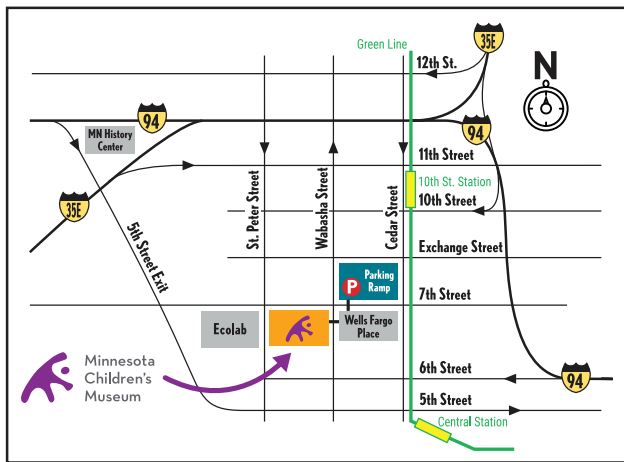 Green Line
35E
12th St.
N
94
MN History
Center
94
11th Street
10th St. Station
10th Street
35E
St. Peter Street
Wabasha Street
Cedar Street
5th Street Exit
Exchange Street
P
Parking
Ramp
7th Street
Ecolab
Wells Fargo
Place
Minnesota
Children's
Museum
6th Street
94
5th Street
Central Station